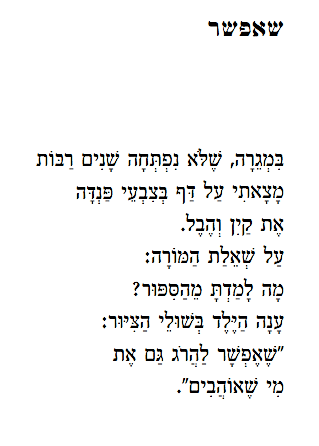 שאפשר
בִּמְגֵרָה, שֶׁלֹּא נִפְתְּחָה שָׁנִים רַבּוֹת
מָצָאתִי עַל דַּף בְּצִבְעֵי פַּנְדָּה
אֶת קַיִן וְהֶבֶל.
עַל שְׁאֵלַת הַמּוֹרָה:
מָה לָמַדְתָּ מֵהַסִּפּוּר?
עָנָה הַיֶּלֶד בְּשׁוּלֵי הַצִּיּוּר:
"שֶׁאֶפְשָׁר לַהֲרֹג גַּם אֶת
מִי שֶׁאוֹהֲבִים".